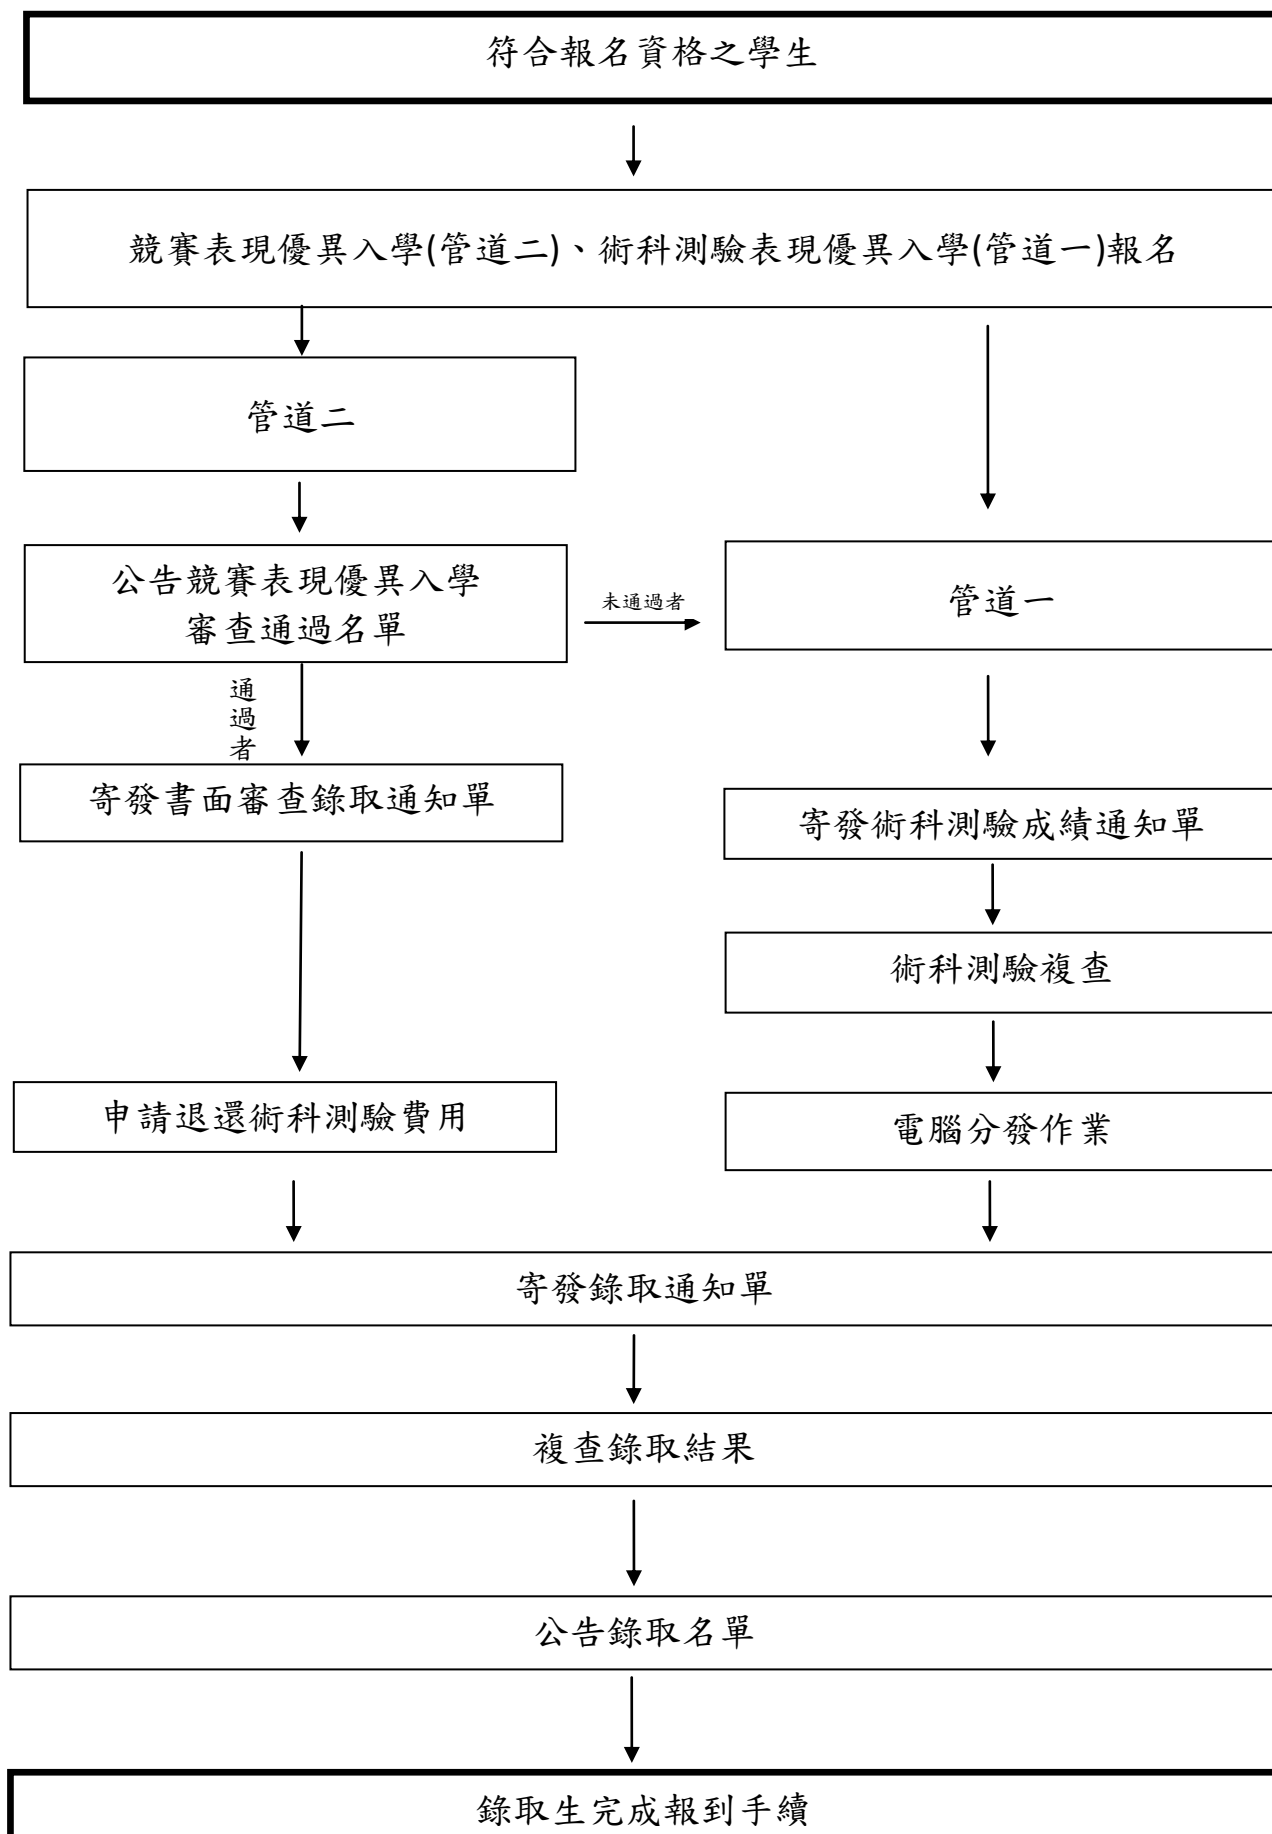 符合報名資格之學生
競賽表現優異入學(管道二)、術科測驗表現優異入學(管道一)報名
管道二
公告競賽表現優異入學
審查通過名單
未通過者
管道一
通過者
寄發書面審查錄取通知單
寄發術科測驗成績通知單
術科測驗複查
申請退還術科測驗費用
電腦分發作業
寄發錄取通知單
複查錄取結果
公告錄取名單
錄取生完成報到手續